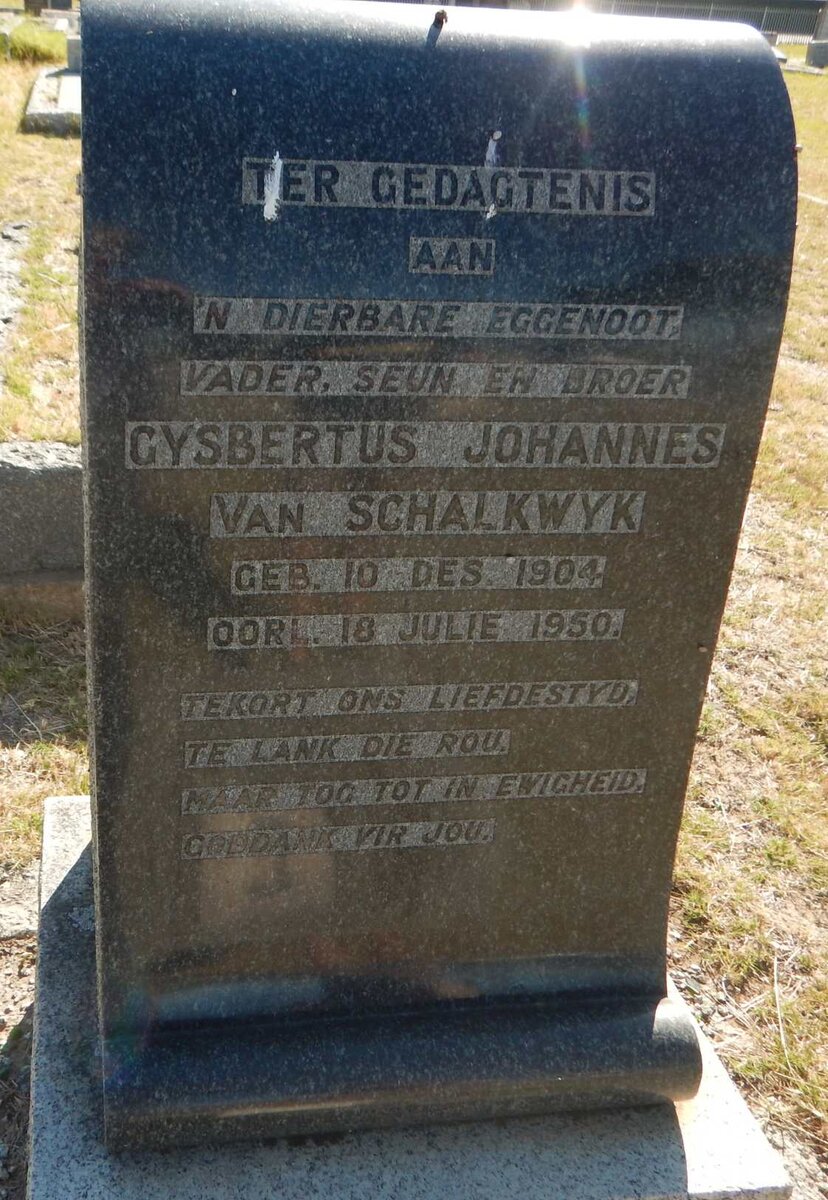 TER GEDAGTENIS
AAN
'N DIERBARE EGGENOOT,
VADER, SEUN EN BROER
GYSBERTUS JOHANNES
VAN SCHALKWYK
GEB. 10 DES. 1904.
OORL. 18 JULIE 1950.
TEKORT ONS LIEFDESTYD,
TE LANK DIE ROU.
MAAR TOG TOT IN EWIGHEID,
GODDANK VIR JOU.